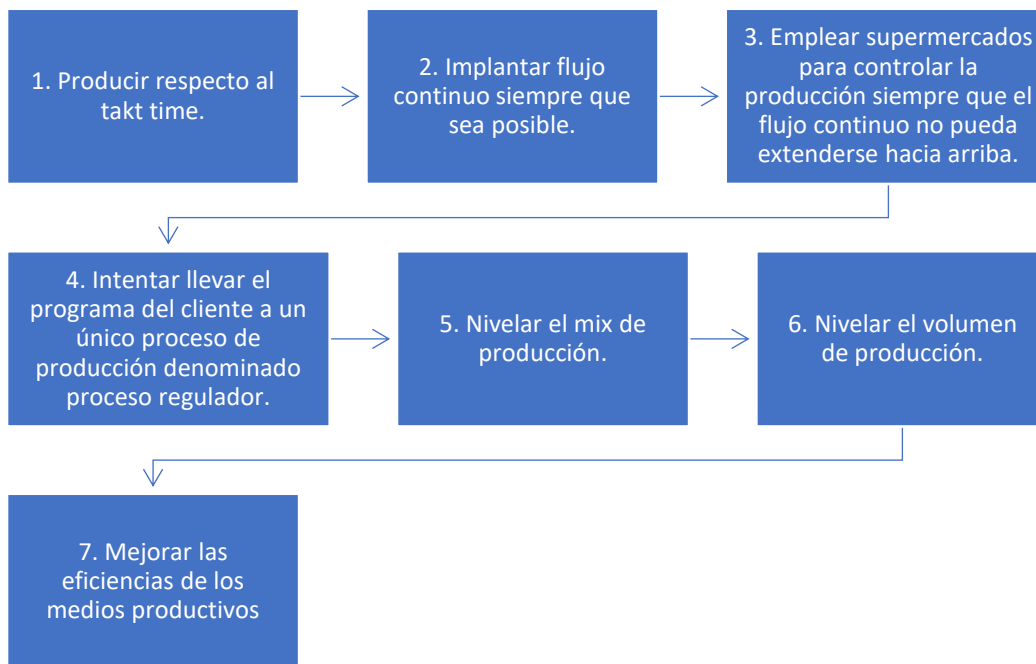 1. Producir respecto al
takt time.
2. Implantar flujo
continuo siempre que
sea posible.
3. Emplear supermercados
para controlar la
producción siempre que el
flujo continuo no pueda
extenderse hacia arriba.
4. Intentar llevar el
programa del cliente a un
único proceso de
producción denominado
proceso regulador.
5. Nivelar el mix de
producción.
6. Nivelar el volumen
de producción.
7. Mejorar las
eficiencias de los
medios productivos